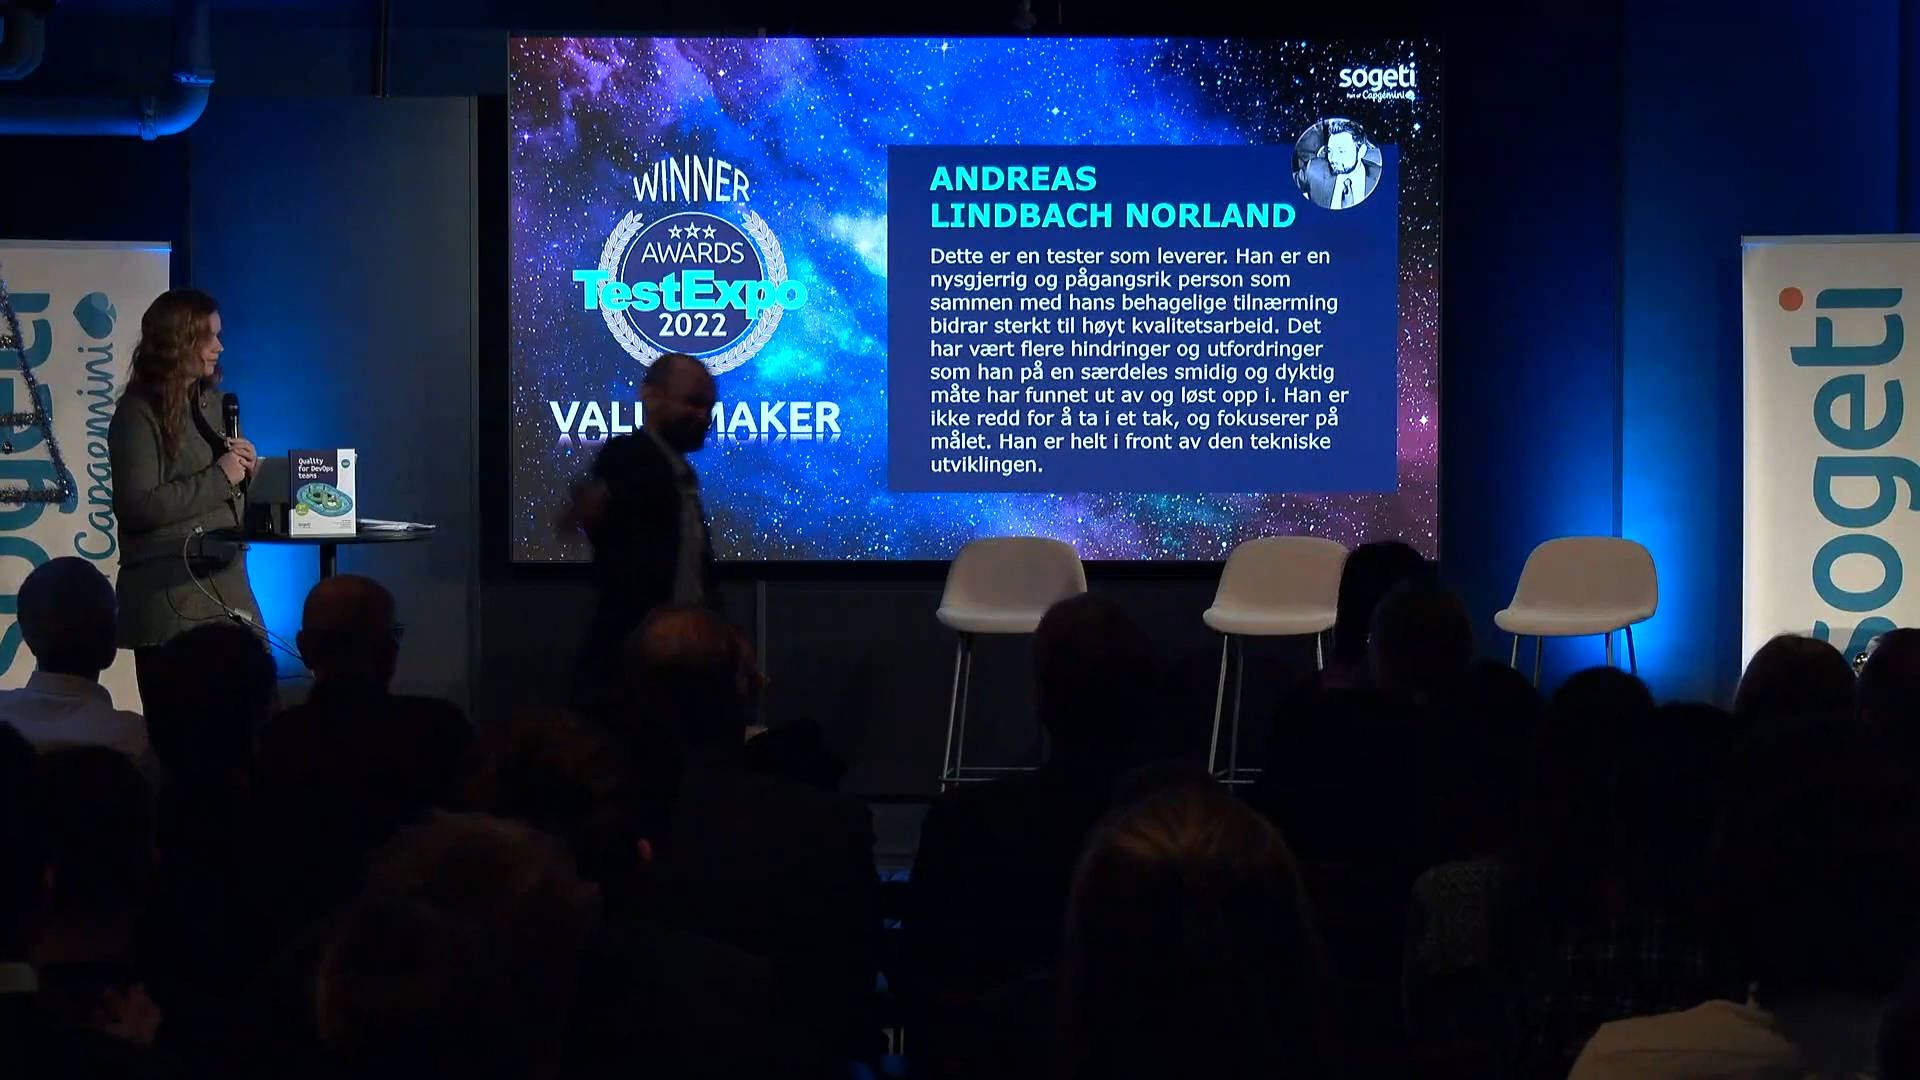 sogeti
Part of Capgemini
WINNER
AWARDS
TestExpo
2022
VALU MAKER
ANDREAS
LINDBACH NORLAND
Dette er en tester som leverer. Han er en
nysgjerrig og pågangsrik person som
sammen med hans behagelige tilnærming
bidrar sterkt til høyt kvalitetsarbeid. Det
har vært flere hindringer og utfordringer
som han på en særdeles smidig og dyktig
måte har funnet ut av og løst opp i. Han er
ikke redd for å ta i et tak, og fokuserer på
målet. Han er helt i front av den tekniske
utviklingen.
Quality
for DevOps
teams
sogeti
sogeti
Capgemini
sogeti